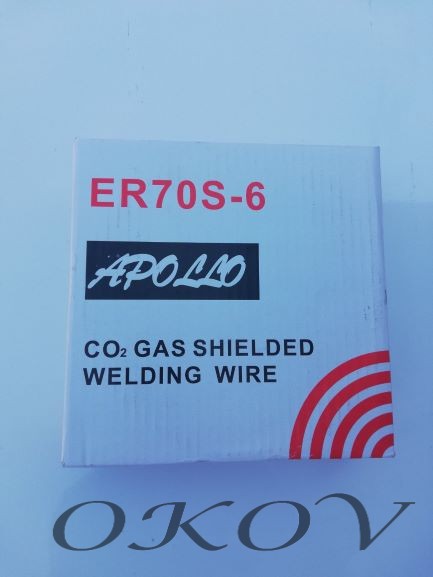 ER70S-6
APOLLO
CO₂ GAS SHIELDED
WELDING WIRE
OKOV